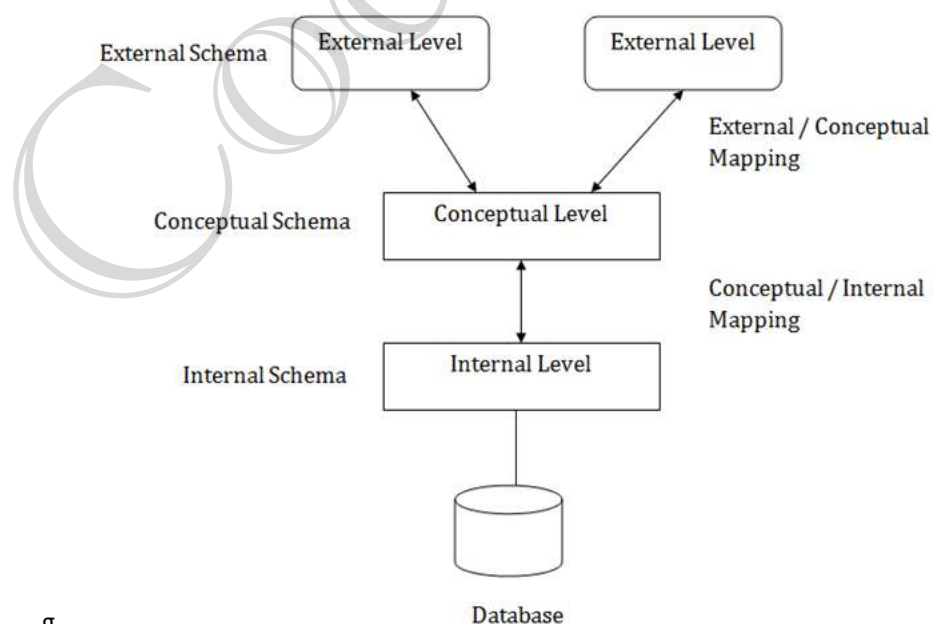 External Schema
External Level
External Level
External / Conceptual
Mapping
Conceptual Schema
Conceptual Level
Conceptual / Internal
Mapping
Internal Schema
Internal Level
Database